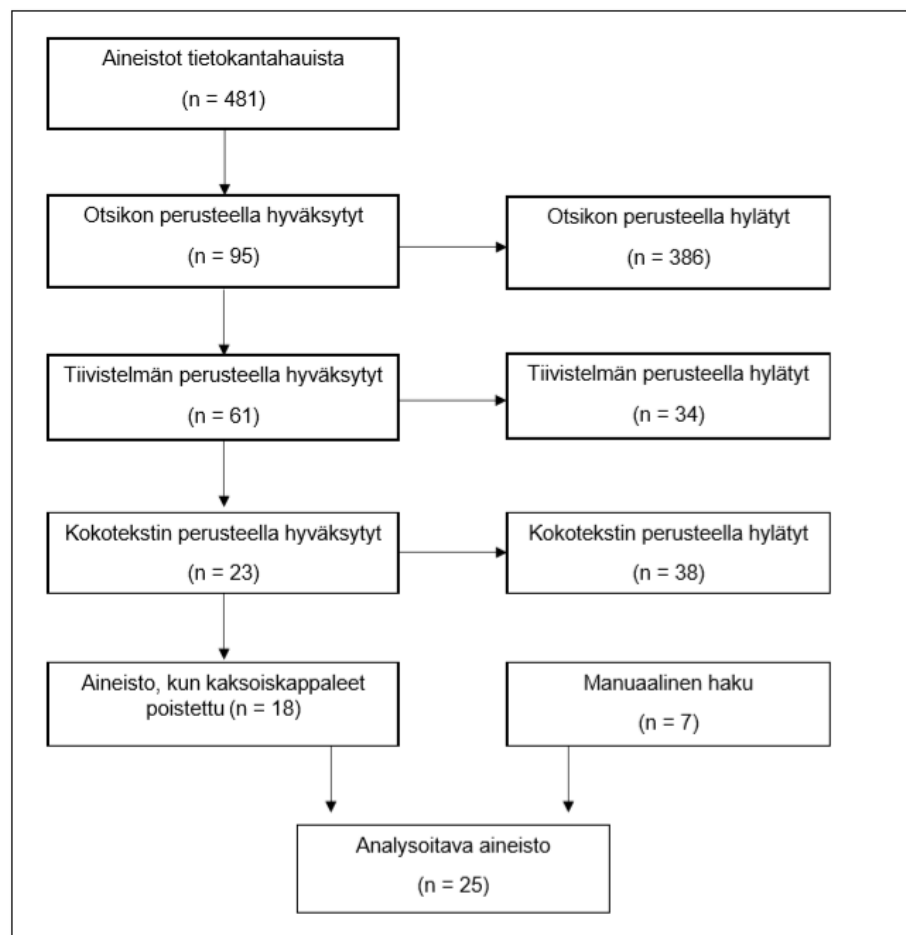 Aineistot tietokantahauista
(n = 481)
Otsikon perusteella hyväksytyt
(n = 95)
Otsikon perusteella hylätyt
(n = 386)
Tiivistelmän perusteella hyväksytyt
(n = 61)
Tiivistelmän perusteella hylätyt
(n = 34)
Kokotekstin perusteella hyväksytyt
(n = 23)
Kokotekstin perusteella hylätyt
(n = 38)
Aineisto, kun kaksoiskappaleet
poistettu (n = 18)
Manuaalinen haku
(n = 7)
Analysoitava aineisto
(n = 25)